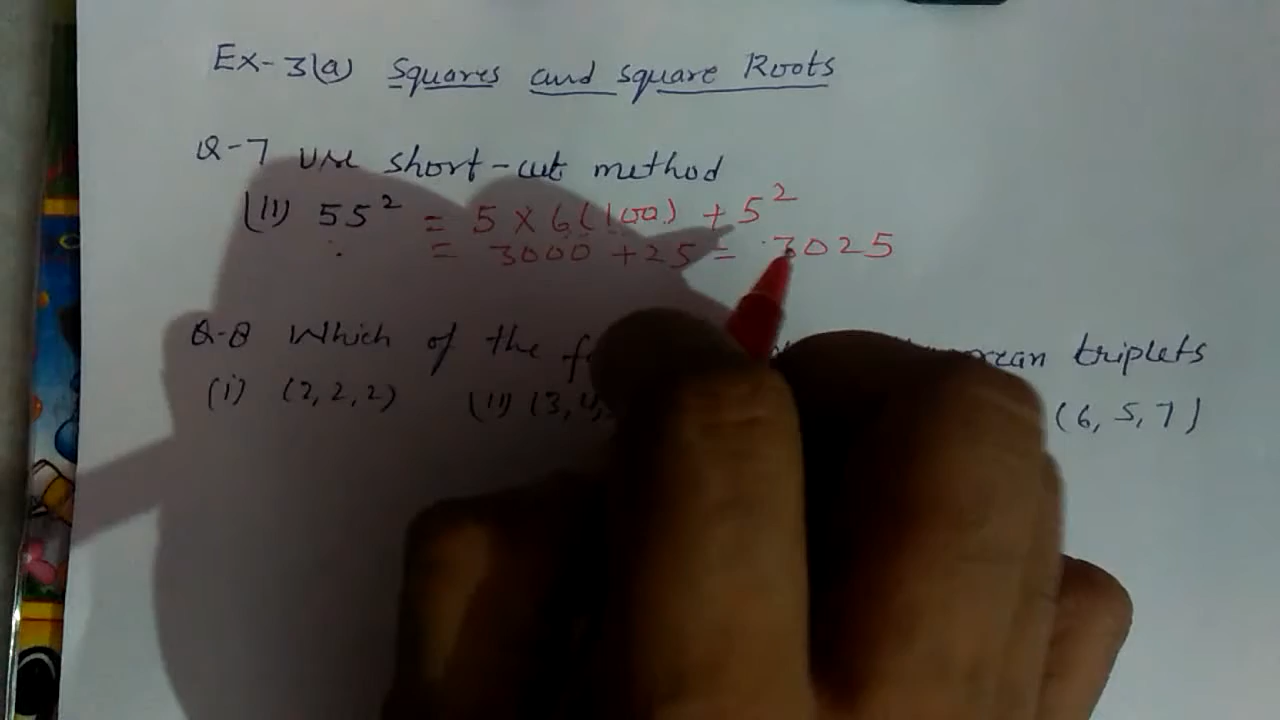 Ex-3(a) Squares and square Roots
Q-7 Use short-cut method
(II) 55² = 5 × 6(100) + 5²
= 3000 + 25 = 3025
Q-8 Which of the triplets
(i) (2,2,2) (II) (3,4, (6,5,7)